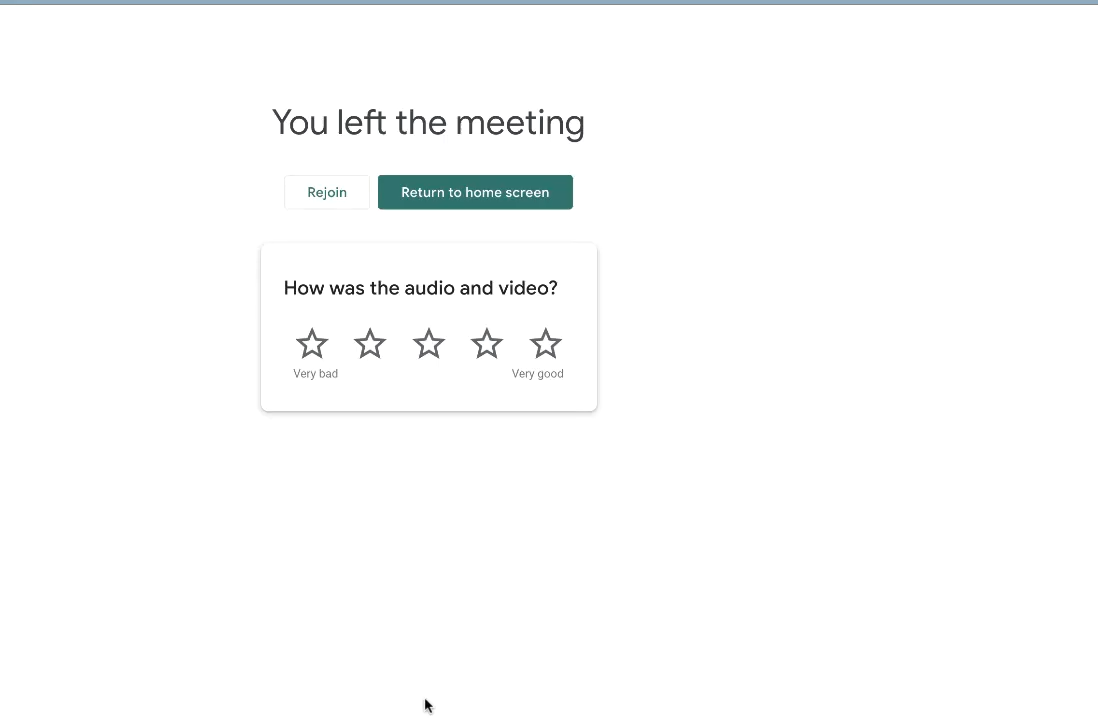 You left the meeting
Rejoin Return to home screen
How was the audio and video?
Very bad Very good